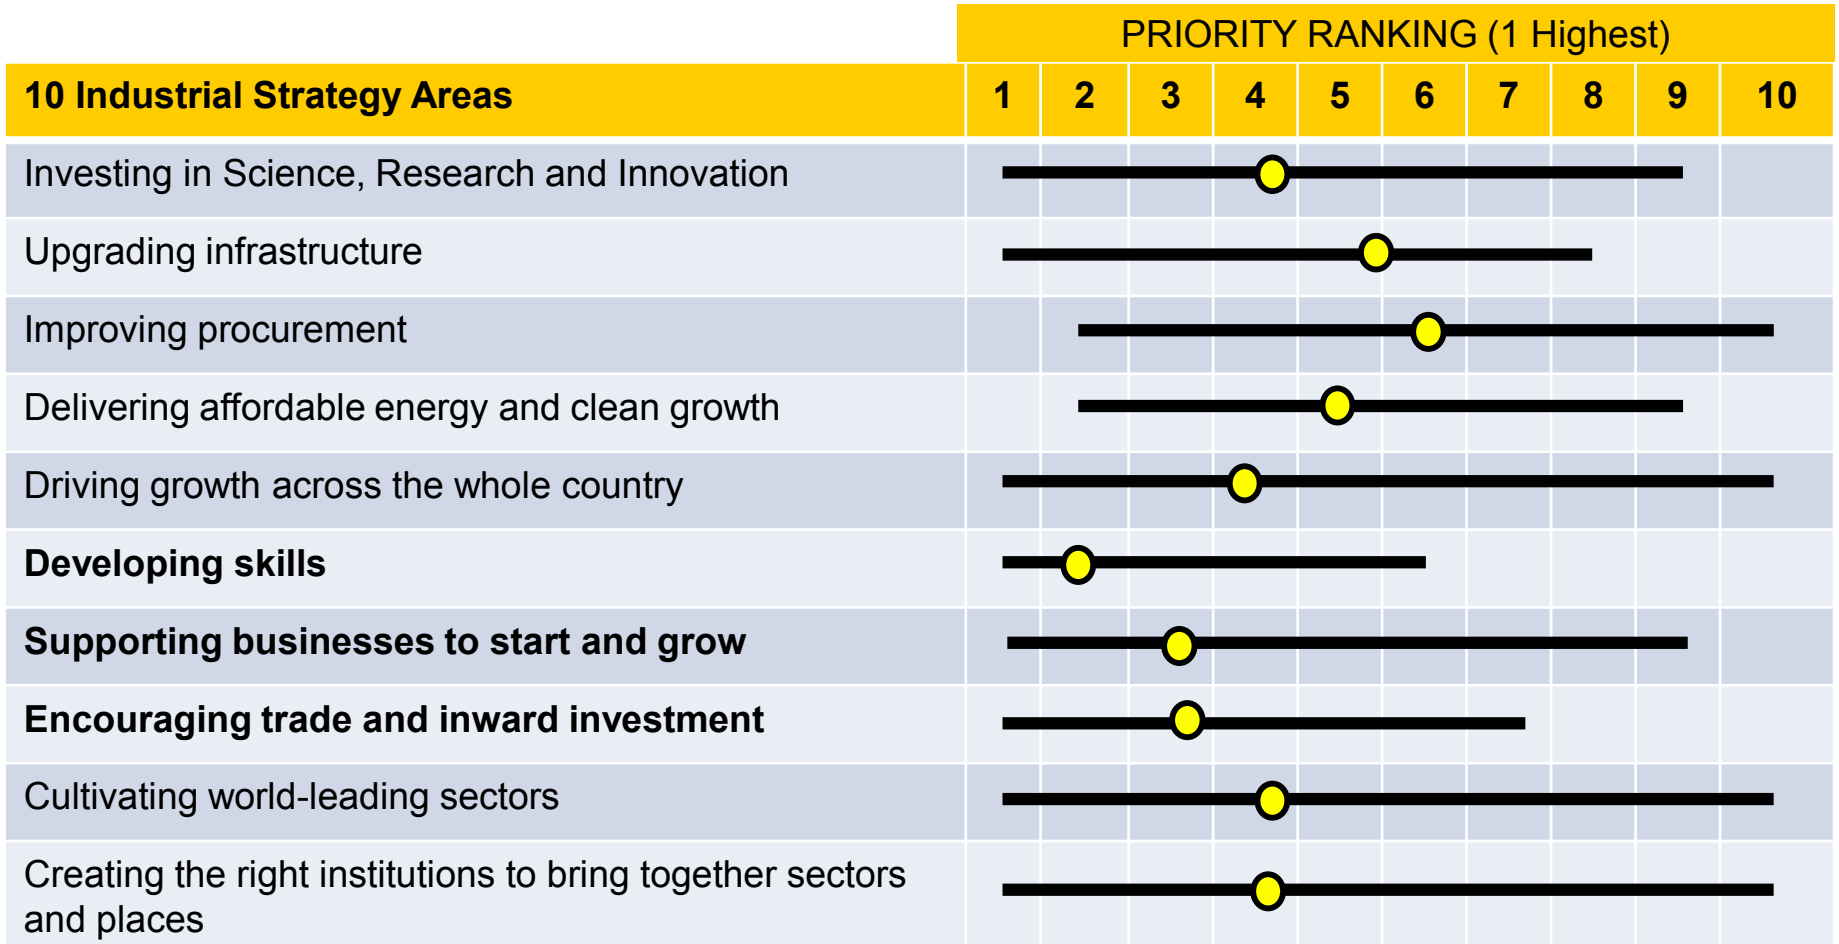 PRIORITY RANKING (1 Highest)
10 Industrial Strategy Areas 1 2 3 4 5 6 7 8 9 10
Investing in Science, Research and Innovation
Upgrading infrastructure
Improving procurement
Delivering affordable energy and clean growth
Driving growth across the whole country
Developing skills
Supporting businesses to start and grow
Encouraging trade and inward investment
Cultivating world-leading sectors
Creating the right institutions to bring together sectors
and places